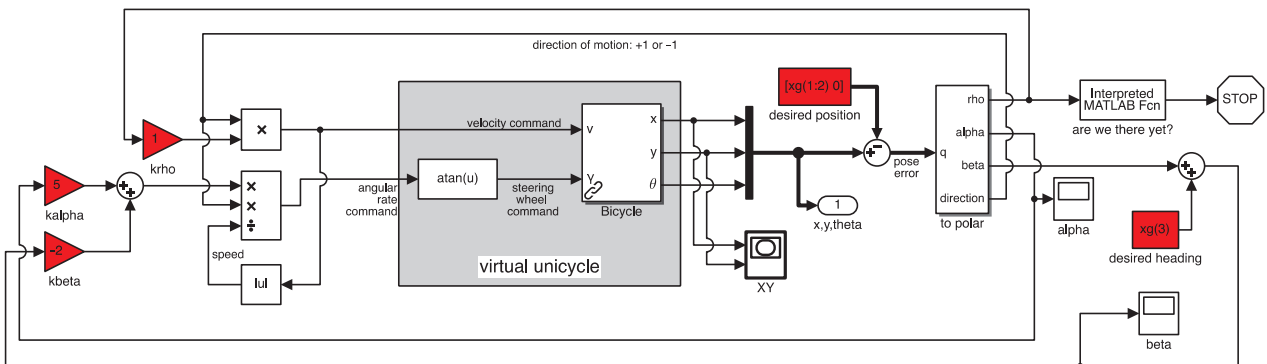 direction of motion: +1 or −1
[xg(1:2) 0]
desired position
rho
alpha
beta
direction
q
to polar
Interpreted
MATLAB Fcn
are we there yet?
STOP
1
krho
×
velocity command
v
γ
x
y
θ
Bicycle
+
−
pose
error
5
kalpha
+
+
×
×
÷
angular
rate
command
atan(u)
steering
wheel
command
1
x,y,theta
alpha
+
+
xg(3)
desired heading
-2
kbeta
speed
|u|
virtual unicycle
XY
beta